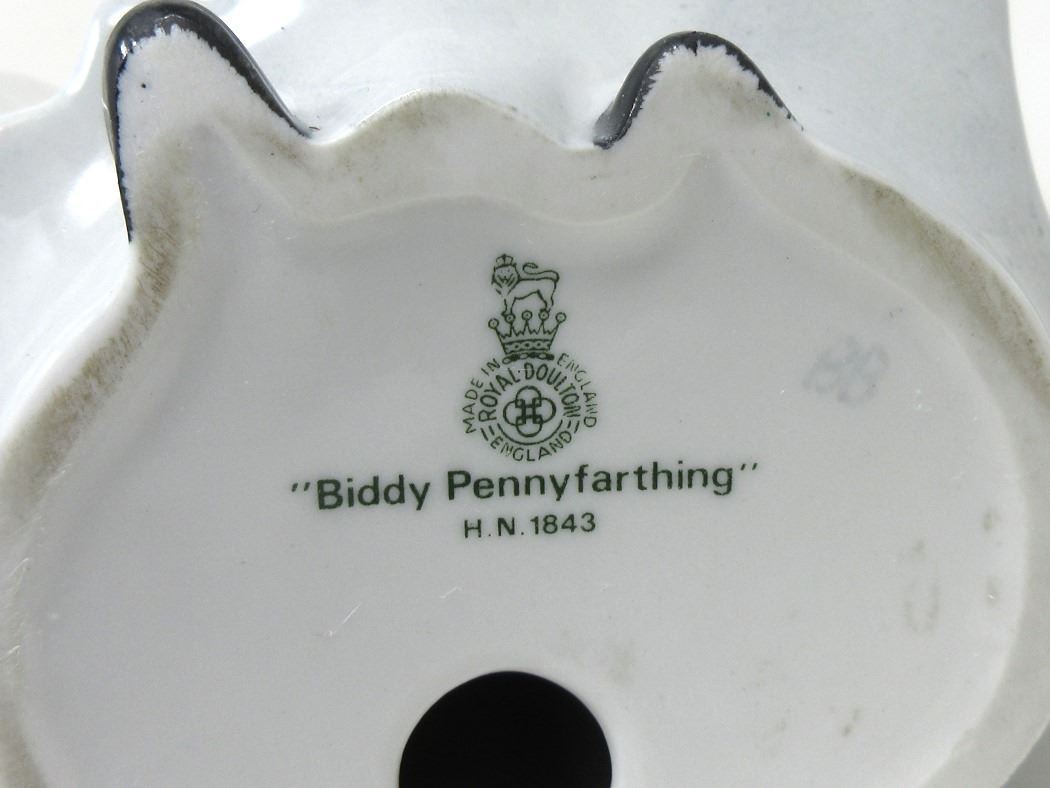 MADE IN ENGLAND
ROYAL·DOULTON
ENGLAND
"Biddy Pennyfarthing"
H.N.1843